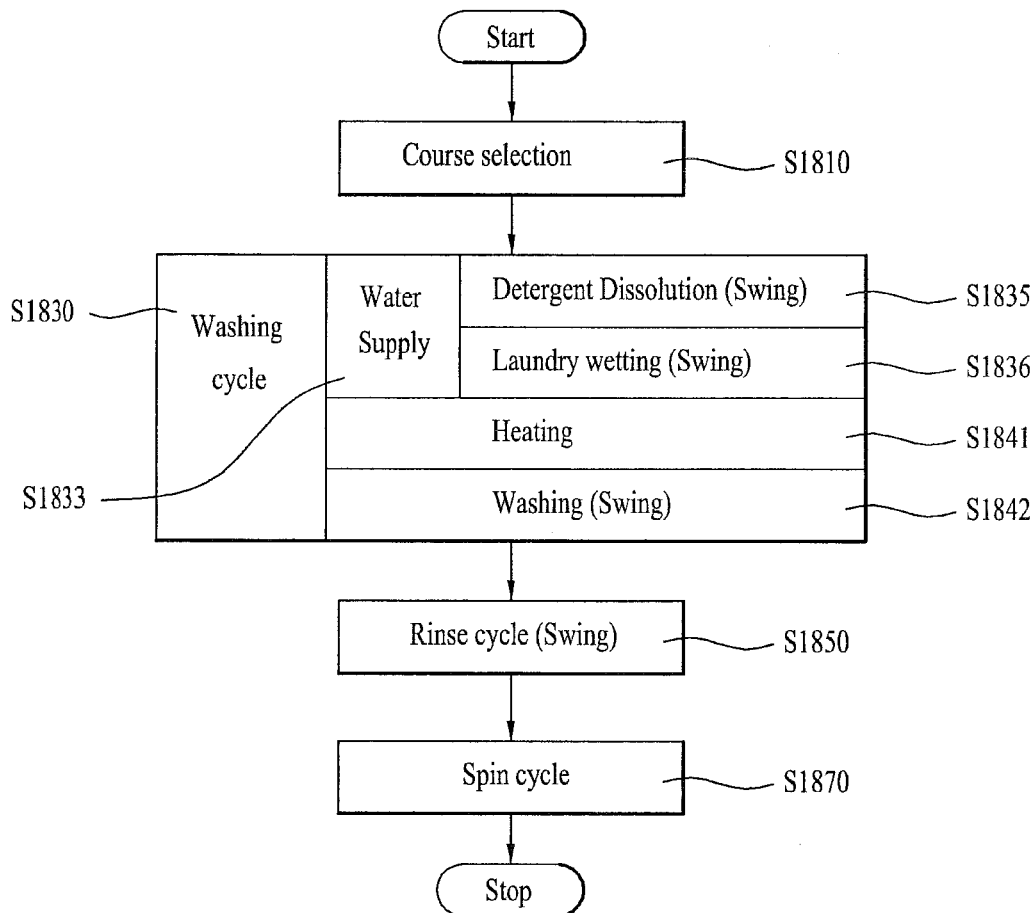 Start
Course selection
S1810
S1830
Washing
cycle
Water
Supply
S1833
Detergent Dissolution (Swing)
S1835
Laundry wetting (Swing)
S1836
Heating
S1841
Washing (Swing)
S1842
Rinse cycle (Swing)
S1850
Spin cycle
S1870
Stop